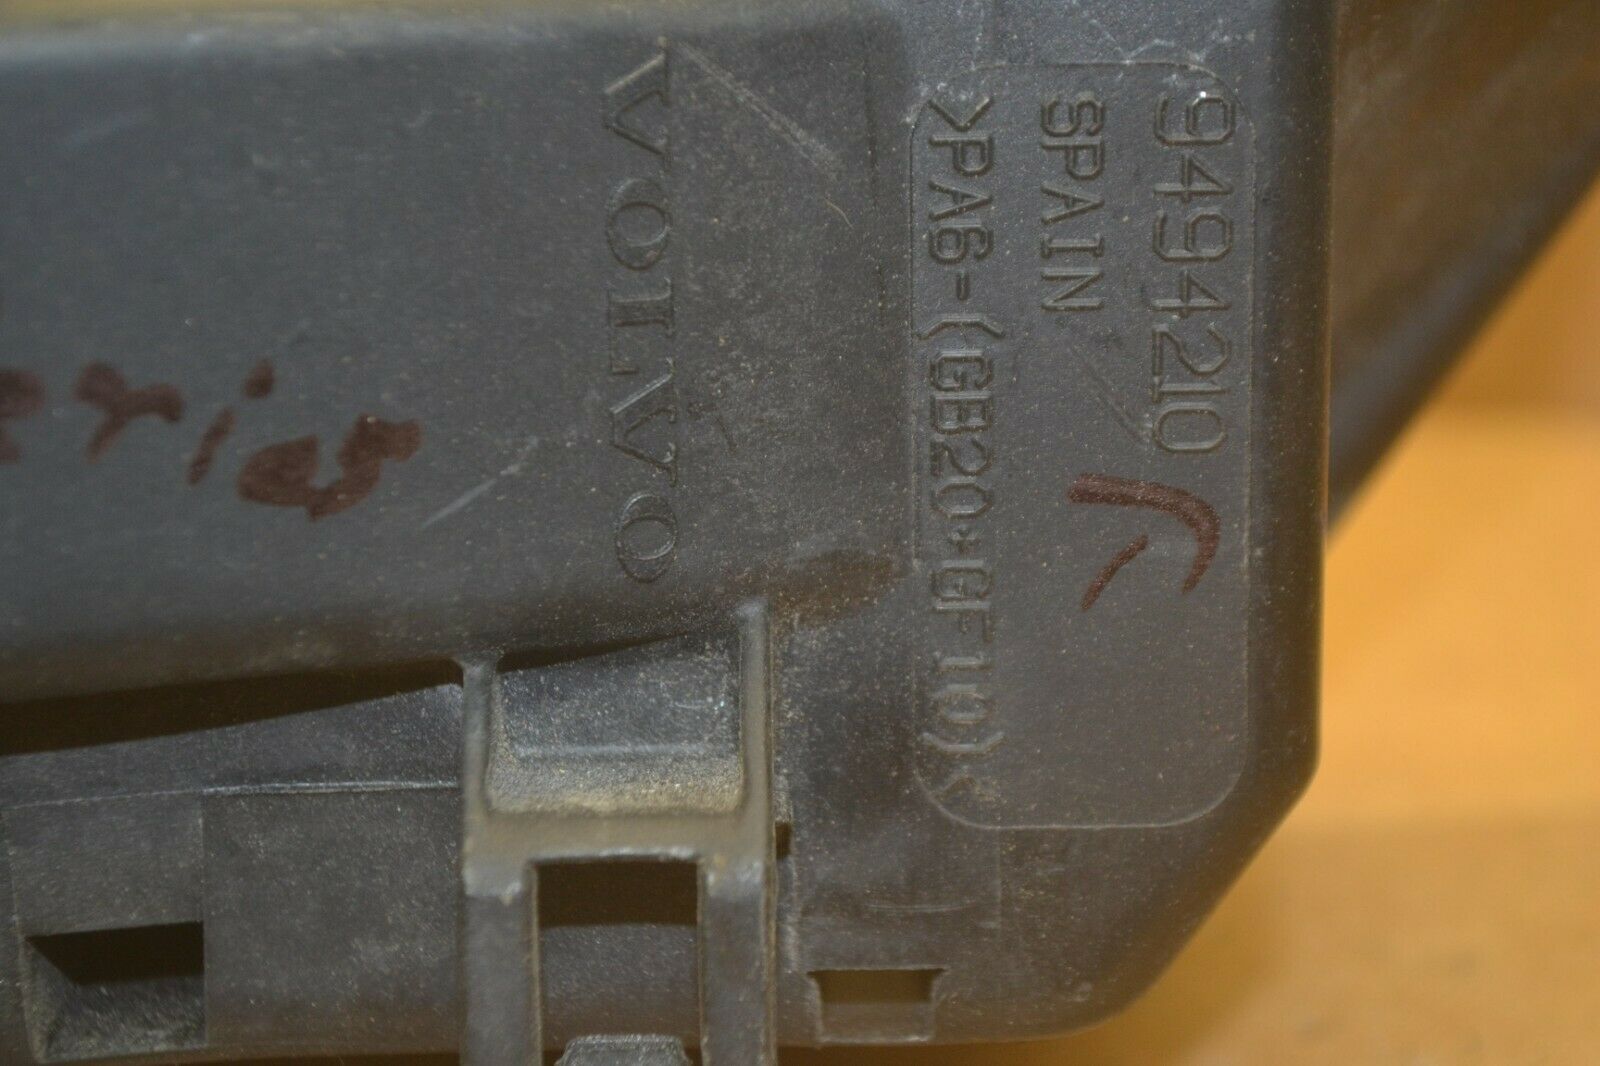 9494210
SPAIN
>PA6-(GB20+GF10)<
VOLVO